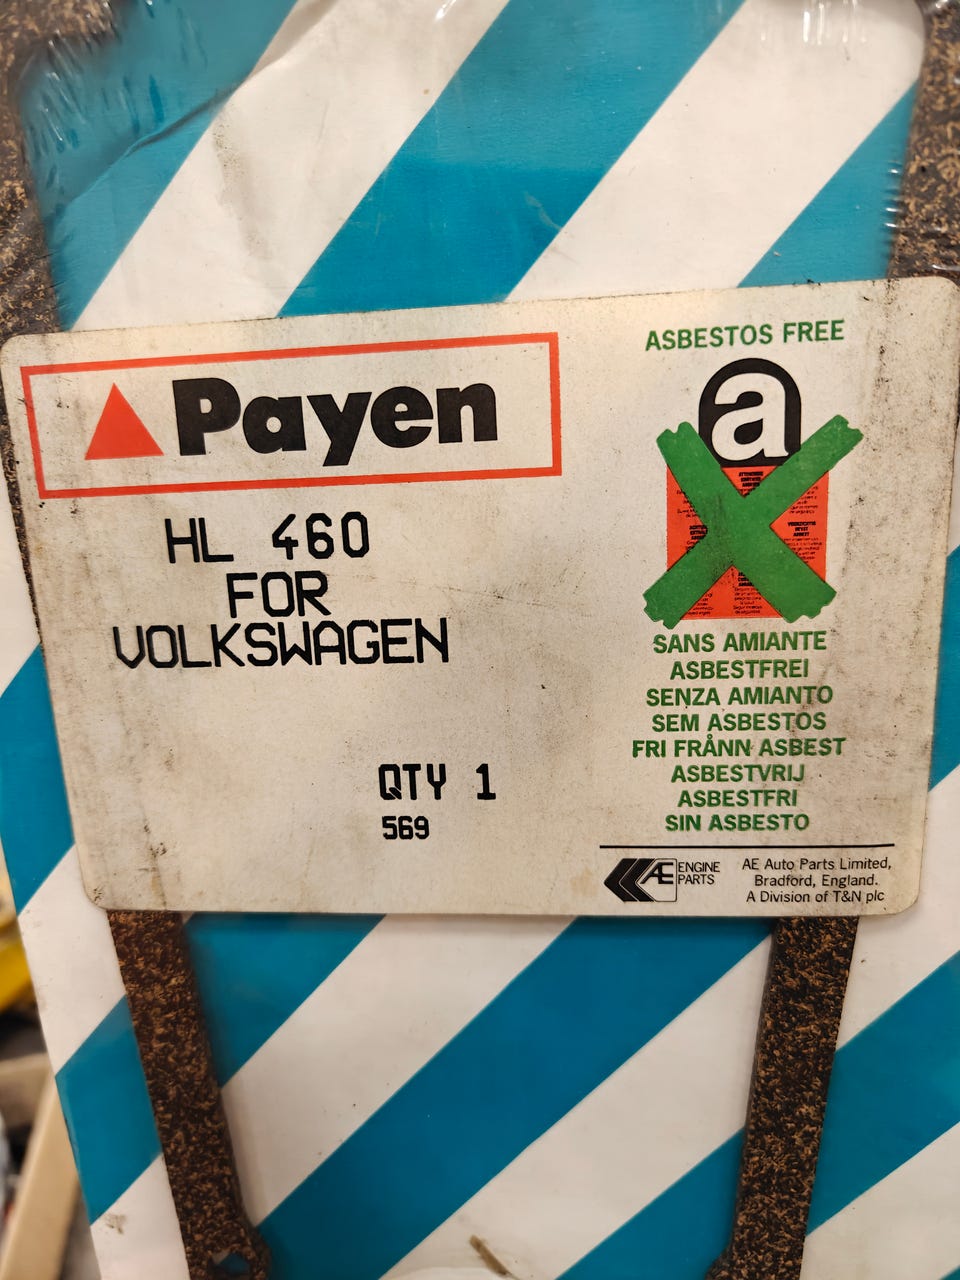 Payen
HL 460
FOR
VOLKSWAGEN
QTY 1
569
ASBESTOS FREE
a
SANS AMIANTE
ASBESTFREI
SENZA AMIANTO
SEM ASBESTOS
FRI FRÅNN ASBEST
ASBESTVRIJ
ASBESTFRI
SIN ASBESTO
AE ENGINE
PARTS
AE Auto Parts Limited,
Bradford, England.
A Division of T&N plc